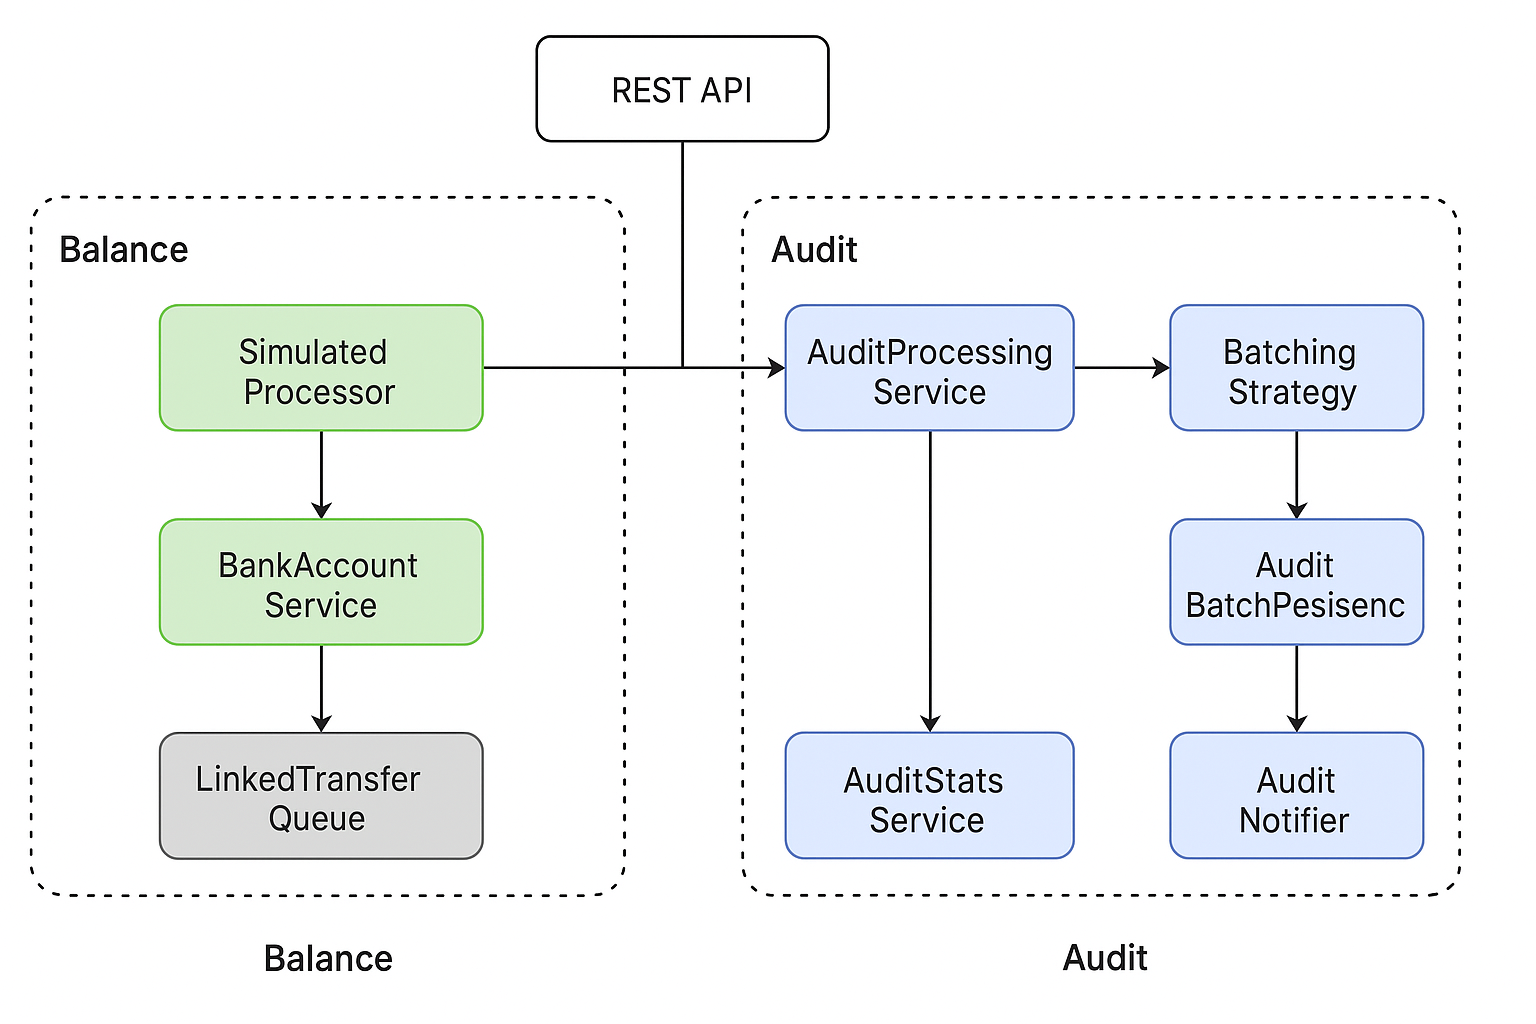 REST API
Balance
Simulated
Processor
BankAccount
Service
LinkedTransfer
Queue
Balance
Audit
AuditProcessing
Service
Batching
Strategy
Audit
BatchPesisenc
AuditStats
Service
Audit
Notifier
Audit